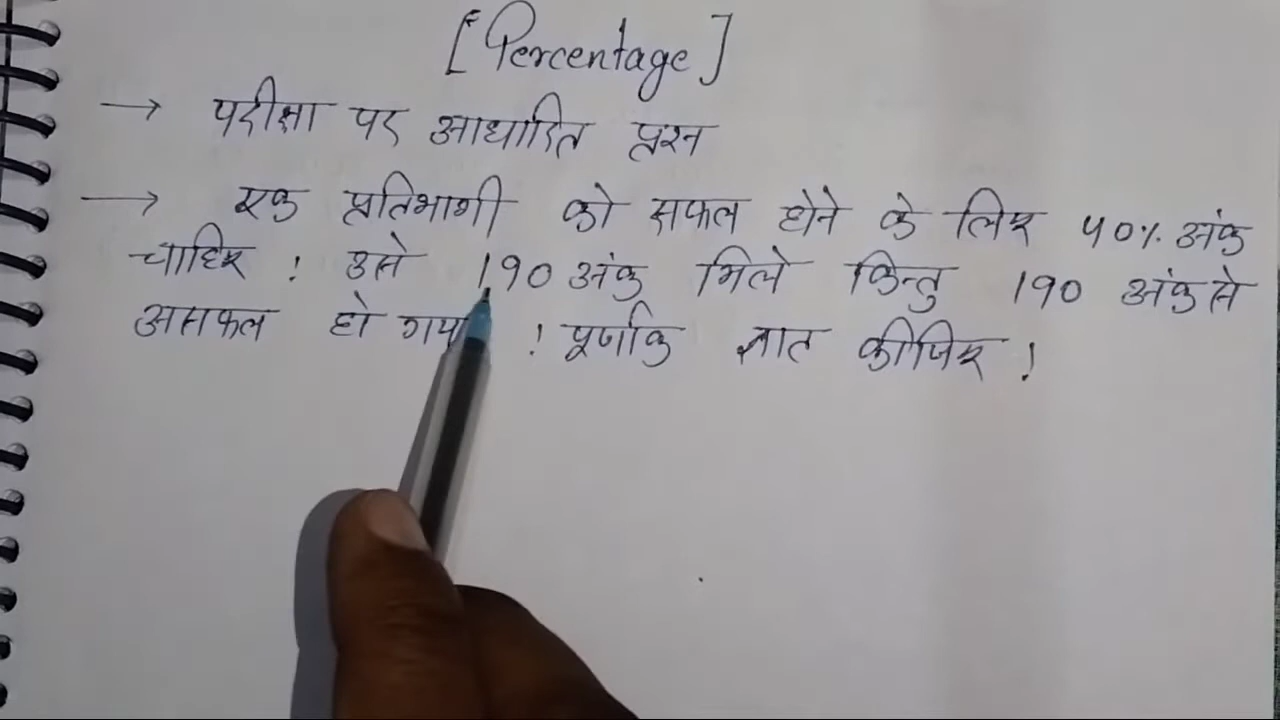 [Percentage]
→ परीक्षा पर आधारित प्रश्न
→ एक प्रतिभागी को सफल होने के लिए 40% अंक
चाहिए ! उसे 190 अंक मिले किन्तु 190 अंक से
असफल हो गया ! पूर्णांक ज्ञात कीजिए !